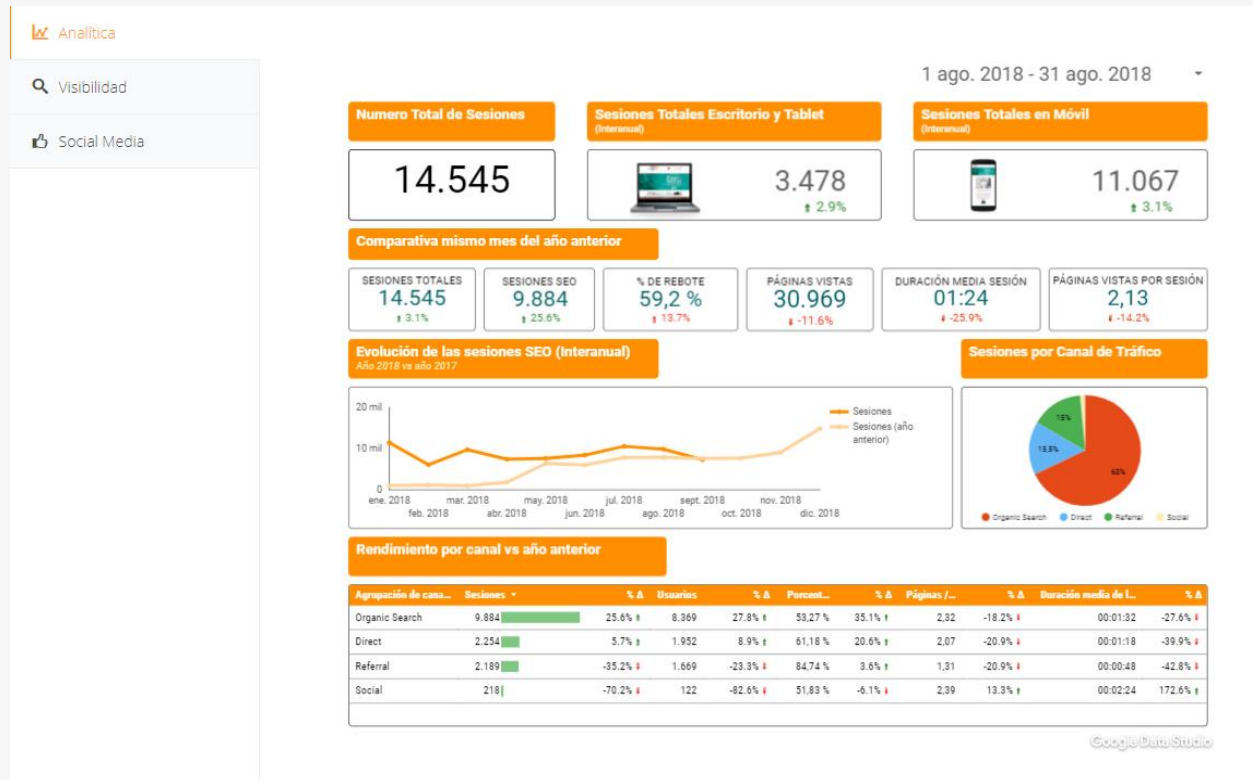 Analítica
Visibilidad
Social Media
1 ago. 2018 - 31 ago. 2018
Numero Total de Sesiones
14.545
Sesiones Totales Escritorio y Tablet
(Interanual)
3.478
2.9%
Sesiones Totales en Móvil
(Interanual)
11.067
3.1%
Comparativa mismo mes del año anterior
SESIONES TOTALES
14.545
3.1%
SESIONES SEO
9.884
25.6%
% DE REBOTE
59,2 %
13.7%
PÁGINAS VISTAS
30.969
-11.6%
DURACIÓN MEDIA SESIÓN
01:24
-25.9%
PÁGINAS VISTAS POR SESIÓN
2,13
-14.2%
Evolución de las sesiones SEO (Interanual)
Año 2018 vs año 2017
20 mil
10 mil
0
ene. 2018 mar. 2018 may. 2018 jul. 2018 sept. 2018 nov. 2018
feb. 2018 abr. 2018 jun. 2018 ago. 2018 oct. 2018 dic. 2018
Sesiones
Sesiones (año
anterior)
Sesiones por Canal de Tráfico
15%
68%
Organic Search Direct Referral Social
Rendimiento por canal vs año anterior
Agrupación de cana... Sesiones % Δ Usuarios % Δ Porcent... % Δ Páginas /... % Δ Duración media de l... % Δ
Organic Search 9.884 25.6% 8.369 27.8% 53,27 % 35.1% 2,32 -18.2% 00:01:32 -27.6%
Direct 2.254 5.7% 1.952 8.9% 61,18 % 20.6% 2,07 -20.9% 00:01:18 -39.9%
Referral 2.189 -35.2% 1.669 -23.3% 84,74 % 3.6% 1,31 -20.9% 00:00:48 -42.8%
Social 218 -70.2% 122 -82.6% 51,83 % -6.1% 2,39 13.3% 00:02:24 172.6%
Google Data Studio